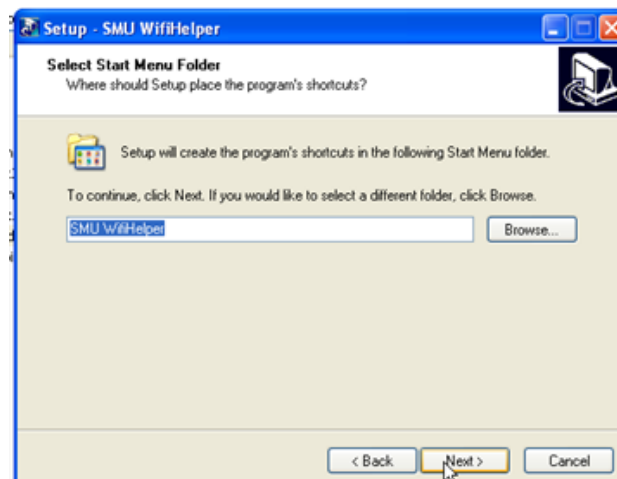 Setup - SMU WifiHelper
Select Start Menu Folder
Where should Setup place the program's shortcuts?
Setup will create the program's shortcuts in the following Start Menu folder.
To continue, click Next. If you would like to select a different folder, click Browse.
SMU WifiHelper
Browse...
< Back
Next >
Cancel